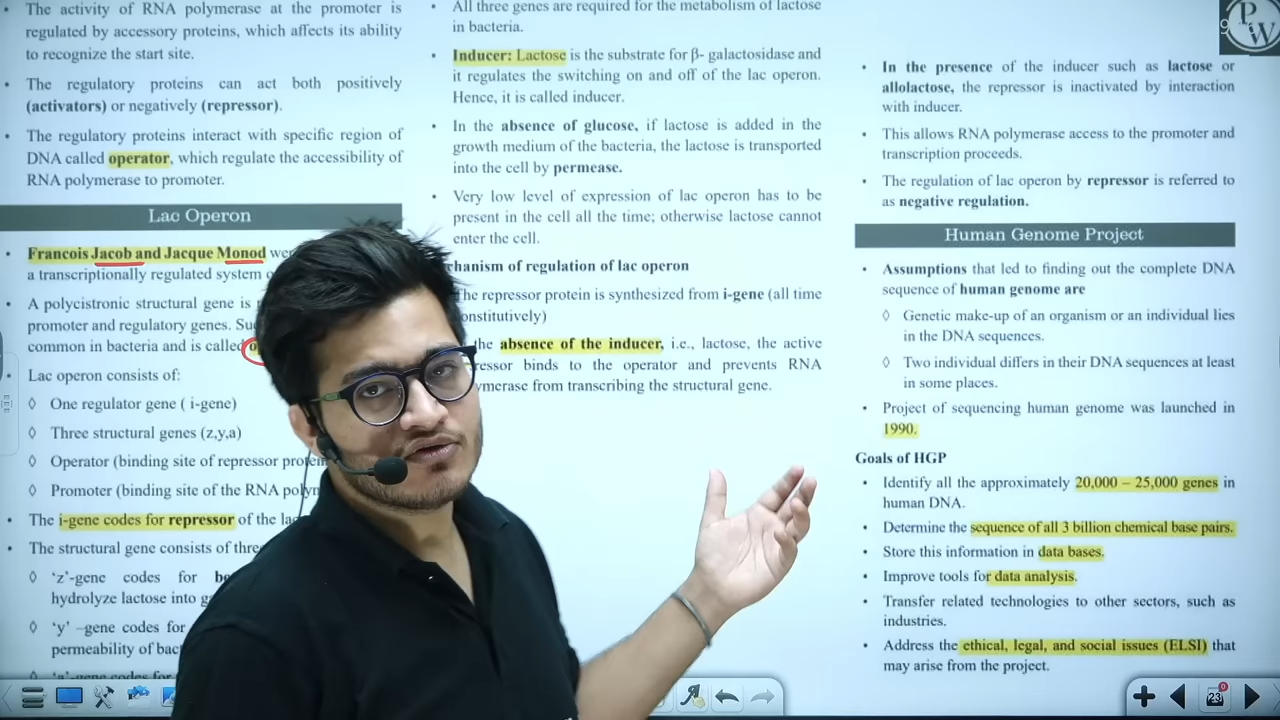 The activity of RNA polymerase at the promoter is
regulated by accessory proteins, which affects its ability
to recognize the start site.
The regulatory proteins can act both positively
(activators) or negatively (repressor).
The regulatory proteins interact with specific region of
DNA called operator, which regulate the accessibility of
RNA polymerase to promoter.
Lac Operon
Francois Jacob and Jacque Monod
a transcriptionally regulated system
A polycistronic structural gene is
promoter and regulatory genes.
common in bacteria and is called
Lac operon consists of:
One regulator gene ( i-gene)
Three structural genes (z,y,a)
Operator (binding site of repressor
Promoter (binding site of the RNA
The i-gene codes for repressor of the
The structural gene consists of
'z'-gene codes for
hydrolyze lactose into
'y' –gene codes for
permeability of
'a'-gene codes for
All three genes are required for the metabolism of lactose
in bacteria.
Inducer: Lactose is the substrate for β- galactosidase and
it regulates the switching on and off of the lac operon.
Hence, it is called inducer.
In the absence of glucose, if lactose is added in the
growth medium of the bacteria, the lactose is transported
into the cell by permease.
Very low level of expression of lac operon has to be
present in the cell all the time; otherwise lactose cannot
enter the cell.
of regulation of lac operon
The repressor protein is synthesized from i-gene (all time
the absence of the inducer, i.e., lactose, the active
binds to the operator and prevents RNA
from transcribing the structural gene.
PW
In the presence of the inducer such as lactose or
allolactose, the repressor is inactivated by interaction
with inducer.
This allows RNA polymerase access to the promoter and
transcription proceeds.
The regulation of lac operon by repressor is referred to
as negative regulation.
Human Genome Project
Assumptions that led to finding out the complete DNA
sequence of human genome are
Genetic make-up of an organism or an individual lies
in the DNA sequences.
Two individual differs in their DNA sequences at least
in some places.
Project of sequencing human genome was launched in
1990.
Goals of HGP
Identify all the approximately 20,000 – 25,000 genes in
human DNA.
Determine the sequence of all 3 billion chemical base pairs.
Store this information in data bases.
Improve tools for data analysis.
Transfer related technologies to other sectors, such as
industries.
Address the ethical, legal, and social issues (ELSI) that
may arise from the project.
23